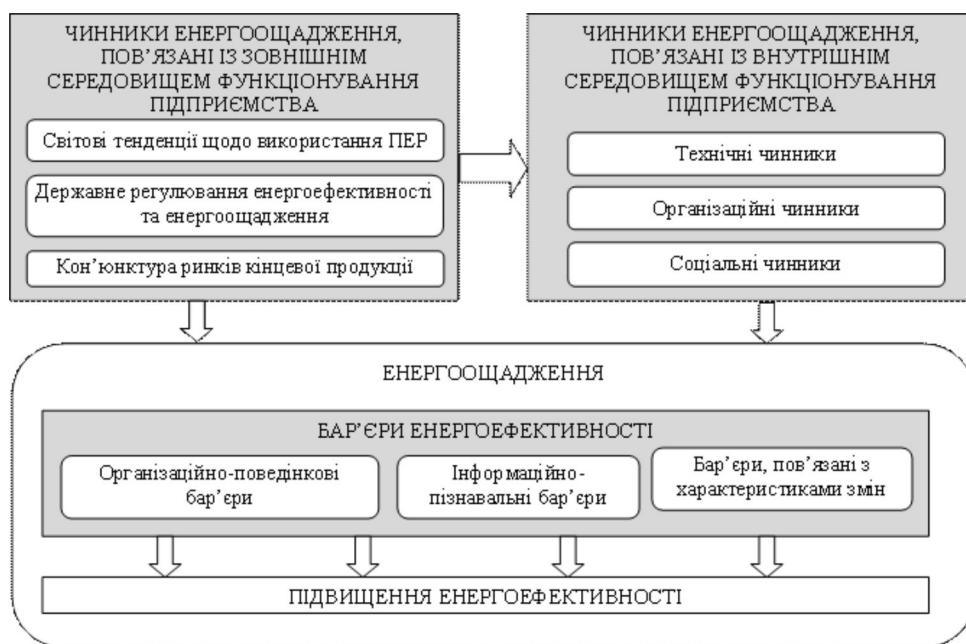 ЧИННИКИ ЕНЕРГООЩАДЖЕННЯ,
ПОВ’ЯЗАНІ ІЗ ЗОВНІШНІМ
СЕРЕДОВИЩЕМ ФУНКЦІОНУВАННЯ
ПІДПРИЄМСТВА
Світові тенденції щодо використання ПЕР
Державне регулювання енергоефективності
та енергоощадження
Кон’юнктура ринків кінцевої продукції
ЧИННИКИ ЕНЕРГООЩАДЖЕННЯ,
ПОВ’ЯЗАНІ ІЗ ВНУТРІШНІМ
СЕРЕДОВИЩЕМ ФУНКЦІОНУВАННЯ
ПІДПРИЄМСТВА
Технічні чинники
Організаційні чинники
Соціальні чинники
ЕНЕРГООЩАДЖЕННЯ
БАР’ЄРИ ЕНЕРГОЕФЕКТИВНОСТІ
Організаційно-поведінкові
бар’єри
Інформаційно-
пізнавальні бар’єри
Бар’єри, пов’язані з
характеристиками змін
ПІДВИЩЕННЯ ЕНЕРГОЕФЕКТИВНОСТІ